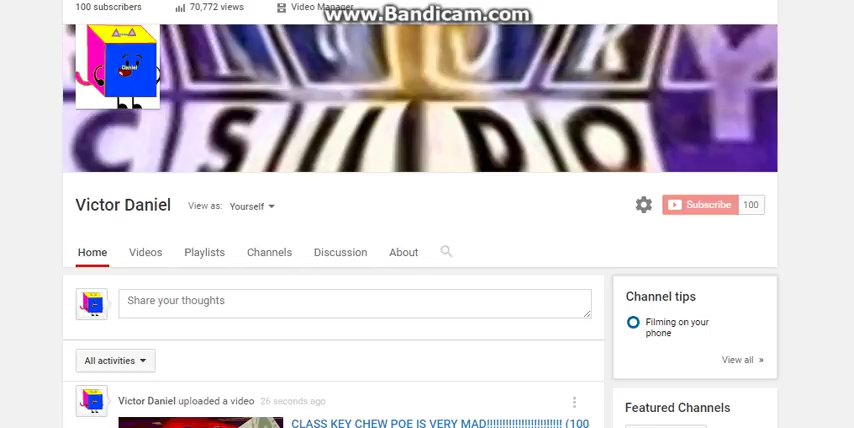 100 subscribers 70,772 views Video Manager
www.Bandicam.com
Daniel
CSUPO
Victor Daniel View as: Yourself
Subscribe 100
Home Videos Playlists Channels Discussion About
Share your thoughts
Channel tips
Filming on your
phone
View all »
All activities
Victor Daniel uploaded a video 26 seconds ago
Featured Channels
CLASS KEY CHEW POE IS VERY MAD!!!!!!!!!!!!!!!!!!!!!!!! (100